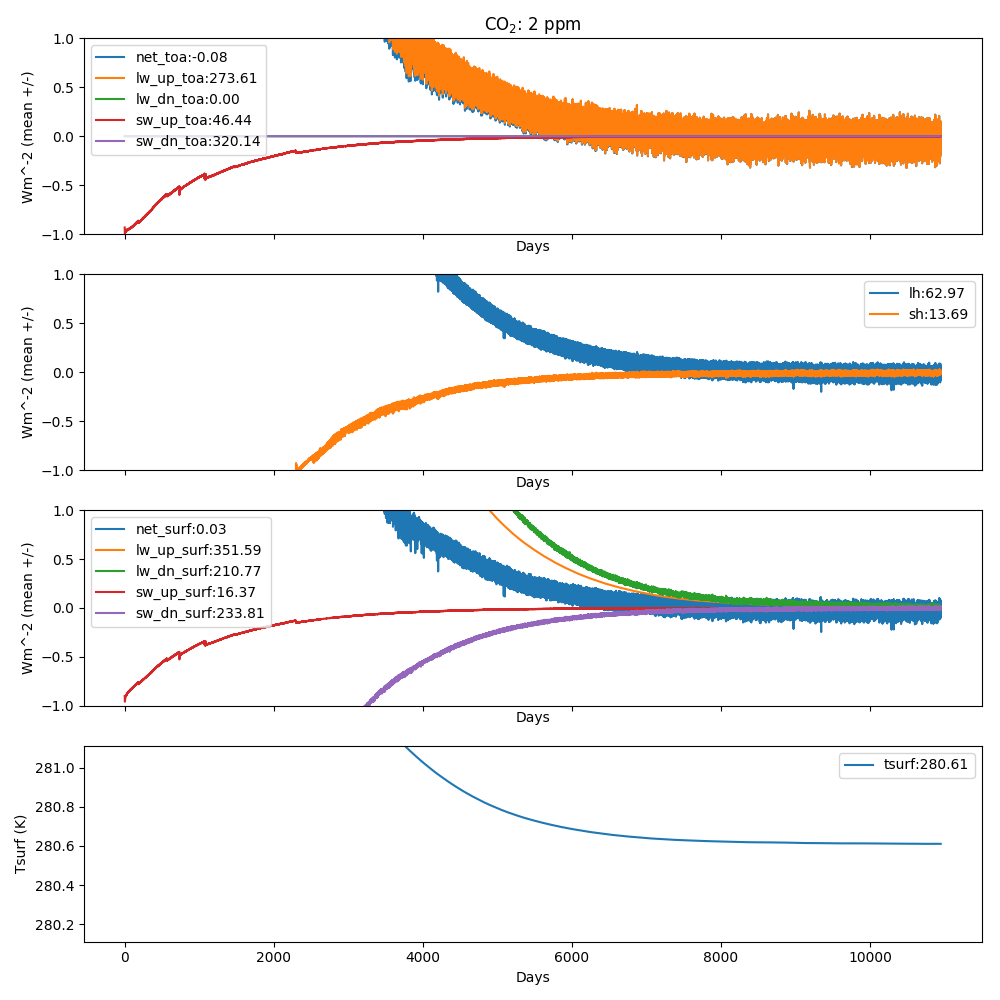 CO₂: 2 ppm
Wm^-2 (mean +/-)
1.0
0.5
0.0
−0.5
−1.0
net_toa:-0.08
lw_up_toa:273.61
lw_dn_toa:0.00
sw_up_toa:46.44
sw_dn_toa:320.14
Days
Wm^-2 (mean +/-)
1.0
0.5
0.0
−0.5
−1.0
lh:62.97
sh:13.69
Days
Wm^-2 (mean +/-)
1.0
0.5
0.0
−0.5
−1.0
net_surf:0.03
lw_up_surf:351.59
lw_dn_surf:210.77
sw_up_surf:16.37
sw_dn_surf:233.81
Days
Tsurf (K)
281.0
280.8
280.6
280.4
280.2
tsurf:280.61
0 2000 4000 6000 8000 10000
Days